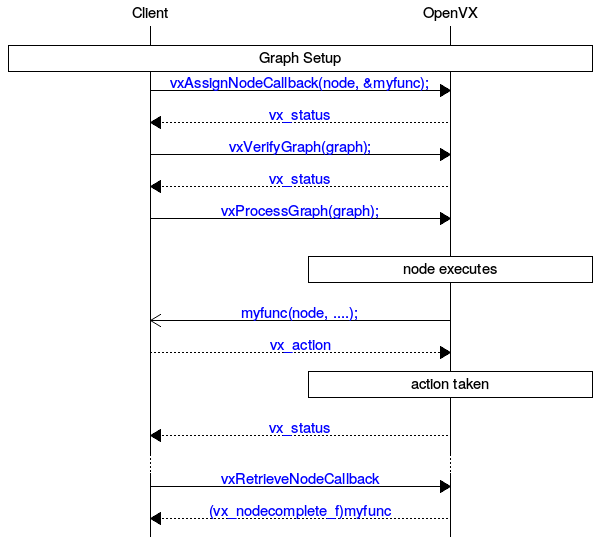 Client
OpenVX
Graph Setup
vxAssignNodeCallback(node, &myfunc);
vx_status
vxVerifyGraph(graph);
vx_status
vxProcessGraph(graph);
node executes
myfunc(node, ....);
vx_action
action taken
vx_status
vxRetrieveNodeCallback
(vx_nodecomplete_f)myfunc